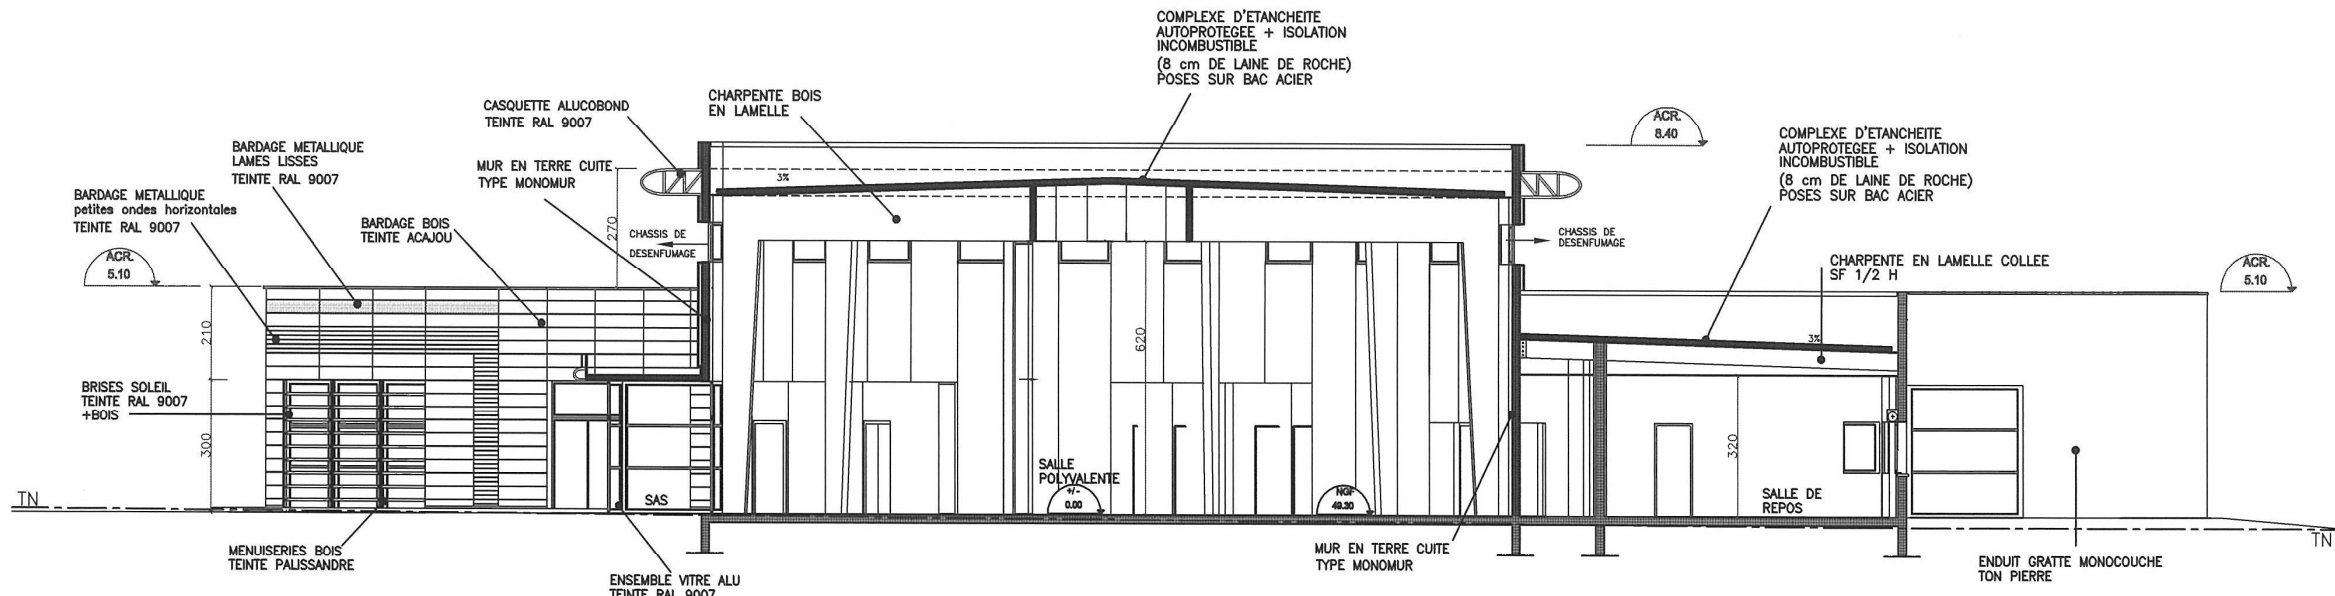 COMPLEXE D'ETANCHEITE
AUTOPROTEGEE + ISOLATION
INCOMBUSTIBLE
(8 cm DE LAINE DE ROCHE)
POSES SUR BAC ACIER
CHARPENTE BOIS
EN LAMELLE
CASQUETTE ALUCOBOND
TEINTE RAL 9007
ACR.
8.40
COMPLEXE D'ETANCHEITE
AUTOPROTEGEE + ISOLATION
INCOMBUSTIBLE
(8 cm DE LAINE DE ROCHE)
POSES SUR BAC ACIER
BARDAGE METALLIQUE
LAMES LISSES
TEINTE RAL 9007
MUR EN TERRE CUITE
TYPE MONOMUR
3%
BARDAGE METALLIQUE
petites ondes horizontales
TEINTE RAL 9007
BARDAGE BOIS
TEINTE ACAJOU
270
CHASSIS DE
DESENFUMAGE
CHASSIS DE
DESENFUMAGE
ACR.
5.10
CHARPENTE EN LAMELLE COLLEE
SF 1/2 H
ACR.
5.10
210
620
3%
BRISES SOLEIL
TEINTE RAL 9007
+BOIS
300
320
SALLE
POLYVALENTE
+/-
0.00
NGF
49.30
SAS
SALLE DE
REPOS
TN
TN
MENUISERIES BOIS
TEINTE PALISSANDRE
ENSEMBLE VITRE ALU
TEINTE RAL 9007
MUR EN TERRE CUITE
TYPE MONOMUR
ENDUIT GRATTE MONOCOUCHE
TON PIERRE